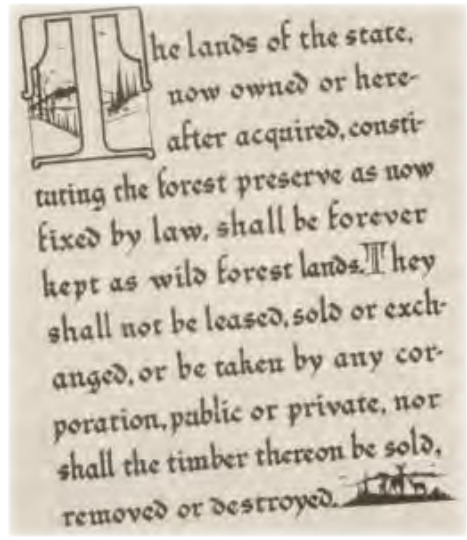 The lands of the state,
now owned or here-
after acquired, consti-
tuting the forest preserve as now
fixed by law, shall be forever
kept as wild forest lands. They
shall not be leased, sold or exch-
anged, or be taken by any cor-
poration, public or private, nor
shall the timber thereon be sold,
removed or destroyed.